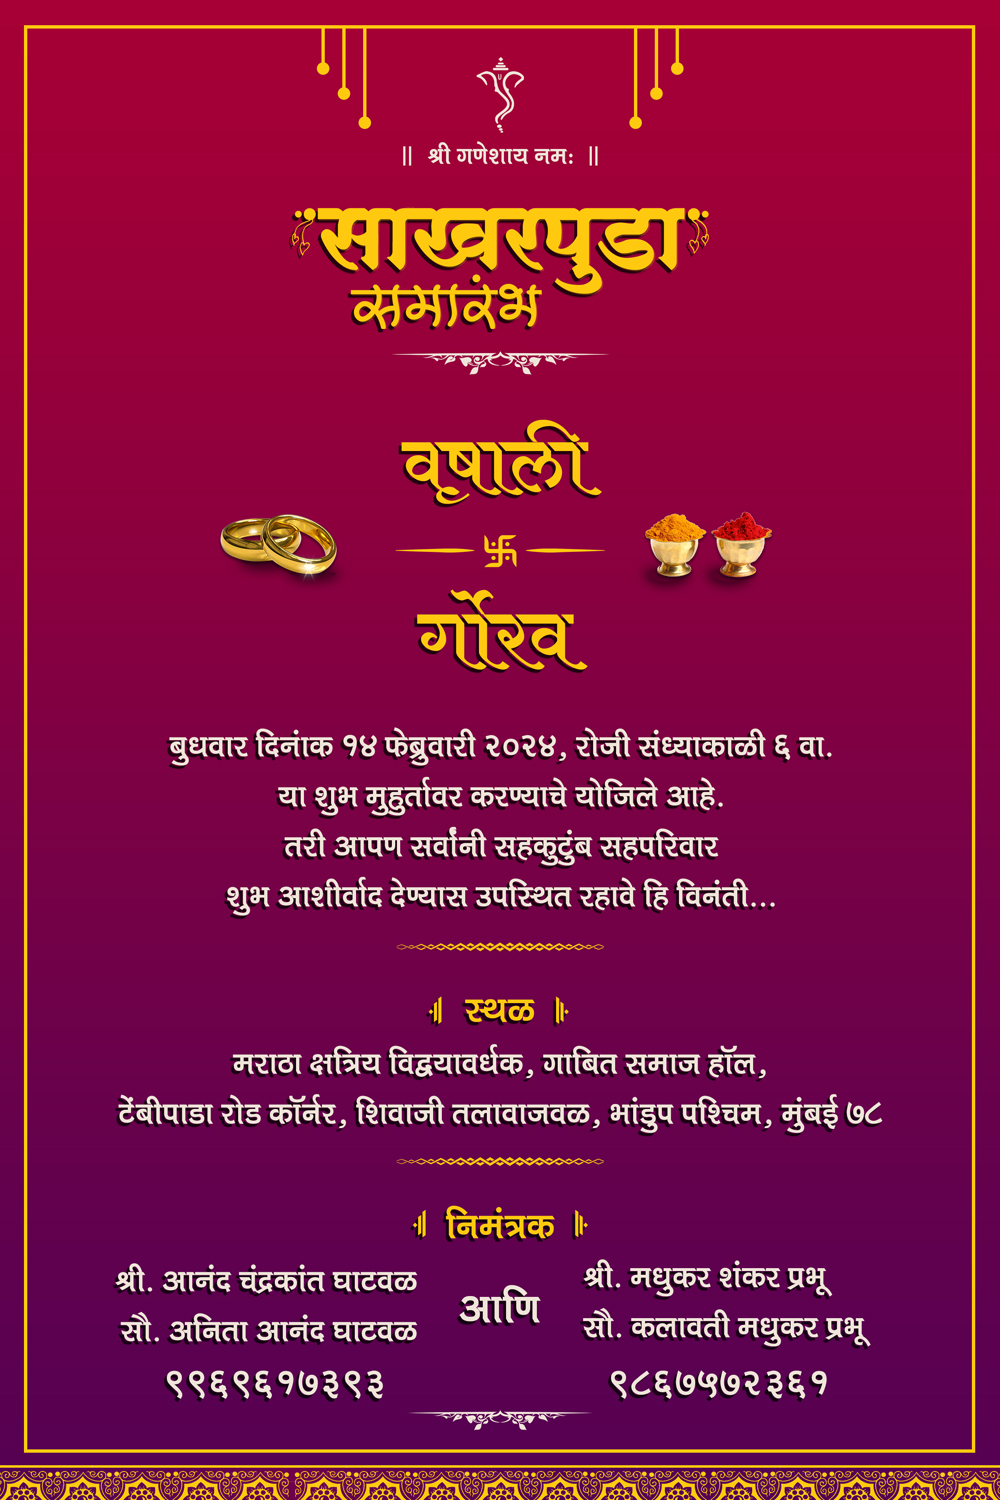 ॥ श्री गणेशाय नमः ॥
साखरपुडा
समारंभ
वृषाली
गौरव
बुधवार दिनांक १४ फेब्रुवारी २०२४, रोजी संध्याकाळी ६ वा.
या शुभ मुहुर्तावर करण्याचे योजिले आहे.
तरी आपण सर्वांनी सहकुटुंब सहपरिवार
शुभ आशीर्वाद देण्यास उपस्थित रहावे हि विनंती...
स्थळ
मराठा क्षत्रिय विद्वयावर्धक, गाबित समाज हॉल,
टेंबीपाडा रोड कॉर्नर, शिवाजी तलावाजवळ, भांडुप पश्चिम, मुंबई ७८
निमंत्रक
श्री. आनंद चंद्रकांत घाटवळ
सौ. अनिता आनंद घाटवळ
९९६९६१७३९३
आणि
श्री. मधुकर शंकर प्रभू
सौ. कलावती मधुकर प्रभू
९८६७५७२३६१